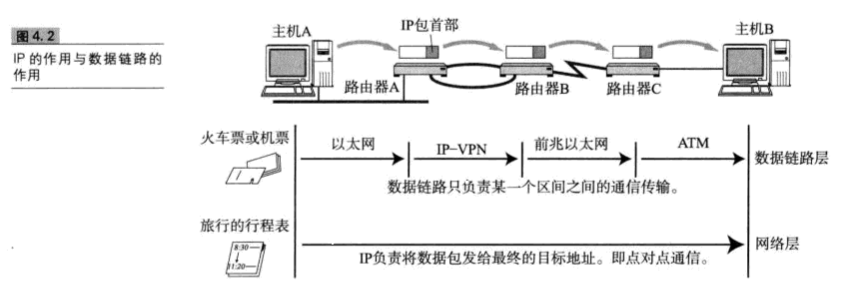 图 4.2
IP 的作用与数据链路的
作用
主机A
IP包首部
主机B
路由器A
路由器B
路由器C
火车票或机票
以太网
IP-VPN
前兆以太网
ATM
数据链路层
数据链路只负责某一个区间之间的通信传输。
旅行的行程表
8:30
11:20
网络层
IP负责将数据包发给最终的目标地址。即点对点通信。